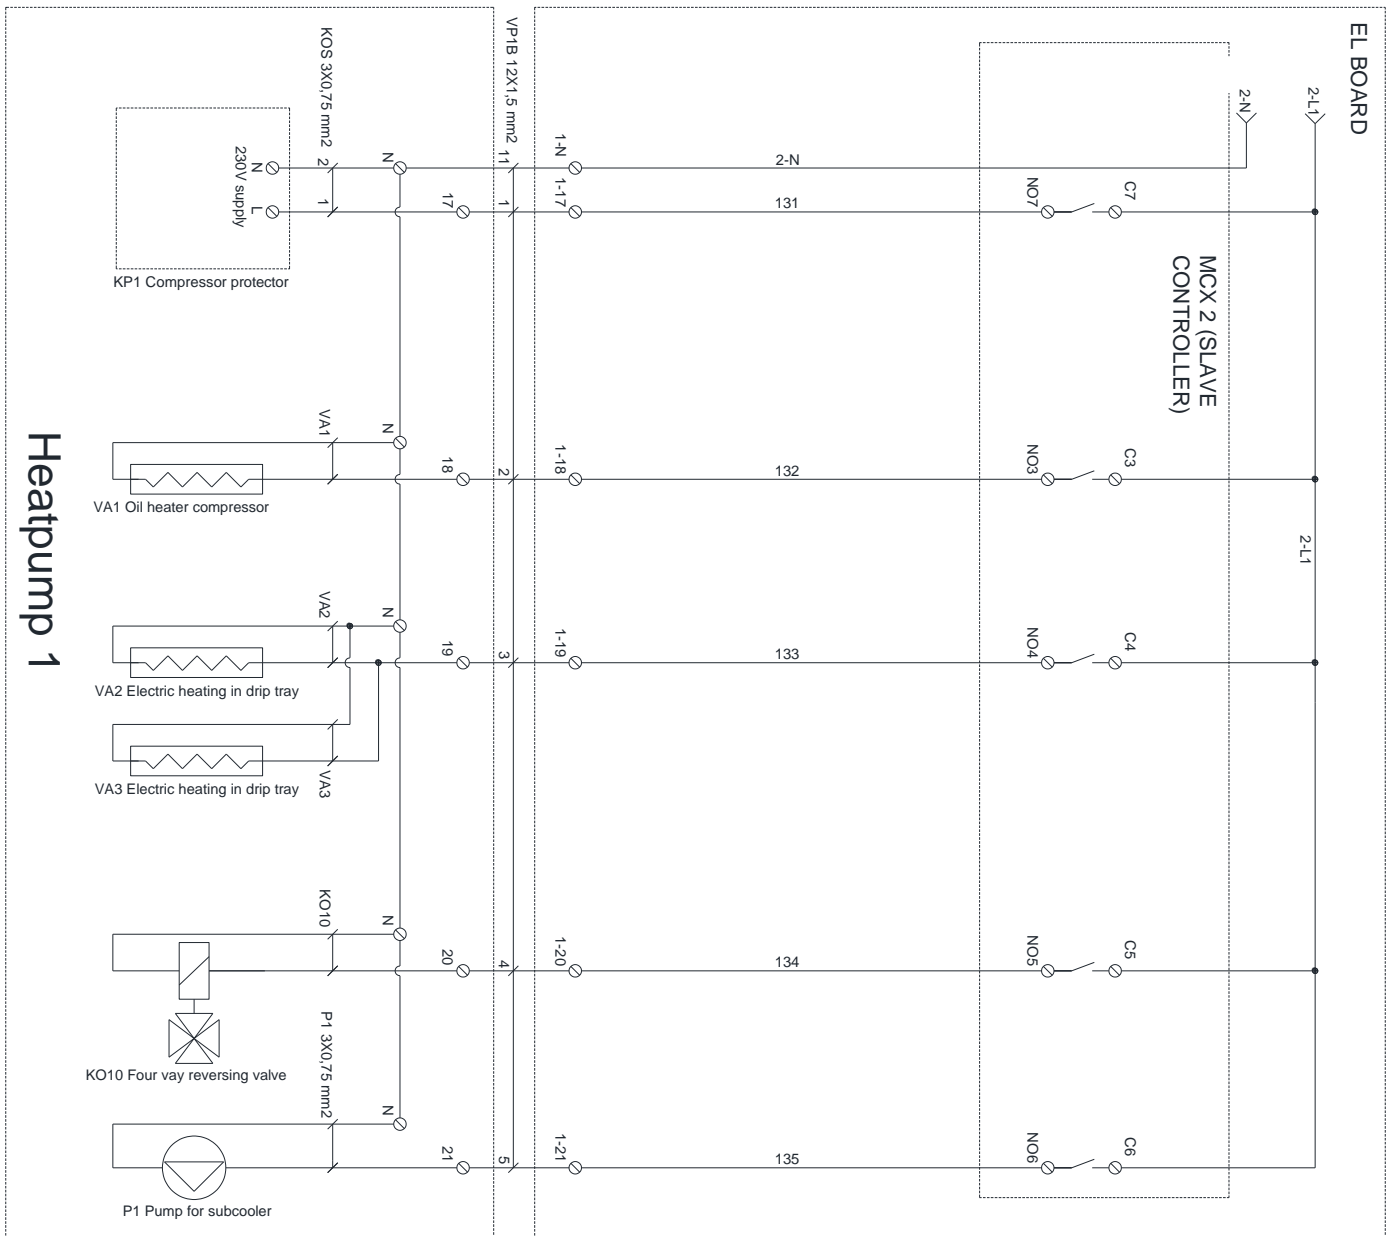 EL BOARD
2-L1
2-N
MCX 2 (SLAVE
CONTROLLER)
VP1B 12X1,5 mm2
KOS 3X0,75 mm2
N
L
230V supply
2
1
N
17
11
1
1-N
1-17
2-N
131
NO7
C7
KP1 Compressor protector
VA1
N
18
2
1-18
132
NO3
C3
VA1 Oil heater compressor
2-L1
Heatpump 1
VA2
N
19
3
1-19
133
NO4
C4
VA2 Electric heating in drip tray
VA3
VA3 Electric heating in drip tray
KO10
N
20
4
1-20
134
NO5
C5
KO10 Four vay reversing valve
P1 3X0,75 mm2
N
21
5
1-21
135
NO6
C6
P1 Pump for subcooler